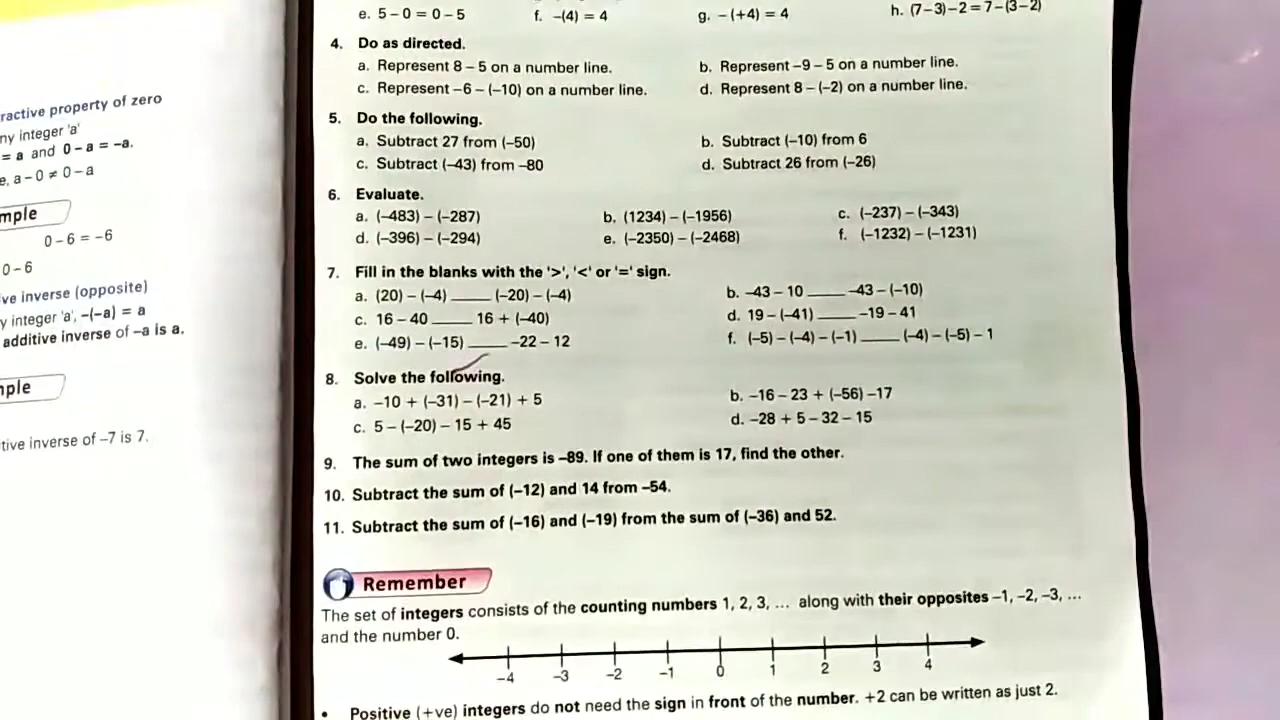 ractive property of zero
ny integer 'a'
= a and 0 – a = –a.
e, a – 0 ≠ 0 – a
mple
0 – 6 = –6
0 – 6
ve inverse (opposite)
y integer 'a', –(–a) = a
additive inverse of –a is a.
nple
tive inverse of –7 is 7.
e. 5 – 0 = 0 – 5 f. –(4) = 4 g. – (+4) = 4 h. (7 – 3) – 2 = 7 – (3 – 2)
4. Do as directed.
a. Represent 8 – 5 on a number line. b. Represent –9 – 5 on a number line.
c. Represent –6 – (–10) on a number line. d. Represent 8 – (–2) on a number line.
5. Do the following.
a. Subtract 27 from (–50) b. Subtract (–10) from 6
c. Subtract (–43) from –80 d. Subtract 26 from (–26)
6. Evaluate.
a. (–483) – (–287) b. (1234) – (–1956) c. (–237) – (–343)
d. (–396) – (–294) e. (–2350) – (–2468) f. (–1232) – (–1231)
7. Fill in the blanks with the '>', '<' or '=' sign.
a. (20) – (–4) ____ (–20) – (–4) b. –43 – 10 ____ –43 – (–10)
c. 16 – 40 ____ 16 + (–40) d. 19 – (–41) ____ –19 – 41
e. (–49) – (–15) ____ –22 – 12 f. (–5) – (–4) – (–1) ____ (–4) – (–5) – 1
8. Solve the following.
a. –10 + (–31) – (–21) + 5 b. –16 – 23 + (–56) –17
c. 5 – (–20) – 15 + 45 d. –28 + 5 – 32 – 15
9. The sum of two integers is –89. If one of them is 17, find the other.
10. Subtract the sum of (–12) and 14 from –54.
11. Subtract the sum of (–16) and (–19) from the sum of (–36) and 52.
Remember
The set of integers consists of the counting numbers 1, 2, 3, ... along with their opposites –1, –2, –3, ...
and the number 0.
–4 –3 –2 –1 0 1 2 3 4
• Positive (+ve) integers do not need the sign in front of the number. +2 can be written as just 2.